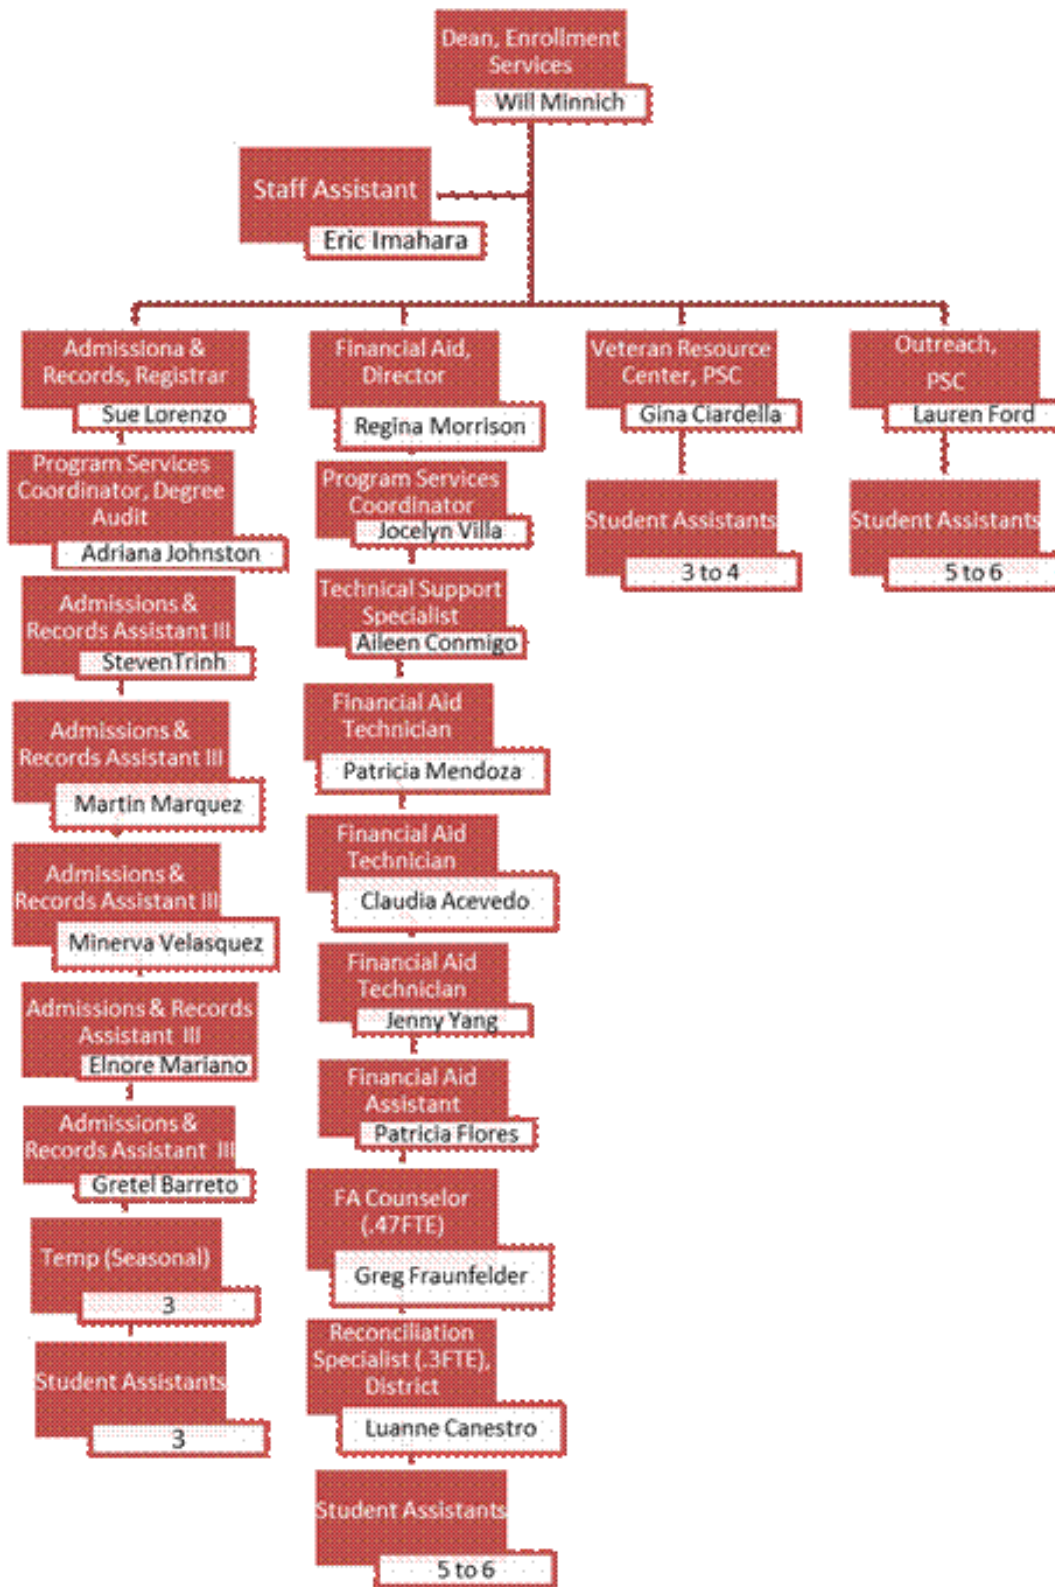 Dean, Enrollment
Services
Will Minnich
Staff Assistant
Eric Imahara
Admissiona &
Records, Registrar
Sue Lorenzo
Program Services
Coordinator, Degree
Audit
Adriana Johnston
Admissions &
Records Assistant III
StevenTrinh
Admissions &
Records Assistant III
Martin Marquez
Admissions &
Records Assistant III
Minerva Velasquez
Admissions & Records
Assistant III
Elnore Mariano
Admissions &
Records Assistant III
Gretel Barreto
Temp (Seasonal)
3
Student Assistants
3
Financial Aid,
Director
Regina Morrison
Program Services
Coordinator
Jocelyn Villa
Technical Support
Specialist
Aileen Conmigo
Financial Aid
Technician
Patricia Mendoza
Financial Aid
Technician
Claudia Acevedo
Financial Aid
Technician
Jenny Yang
Financial Aid
Assistant
Patricia Flores
FA Counselor
(.47FTE)
Greg Fraunfelder
Reconciliation
Specialist (.3FTE),
District
Luanne Canestro
Student Assistants
5 to 6
Veteran Resource
Center, PSC
Gina Ciardella
Student Assistants
3 to 4
Outreach,
PSC
Lauren Ford
Student Assistants
5 to 6